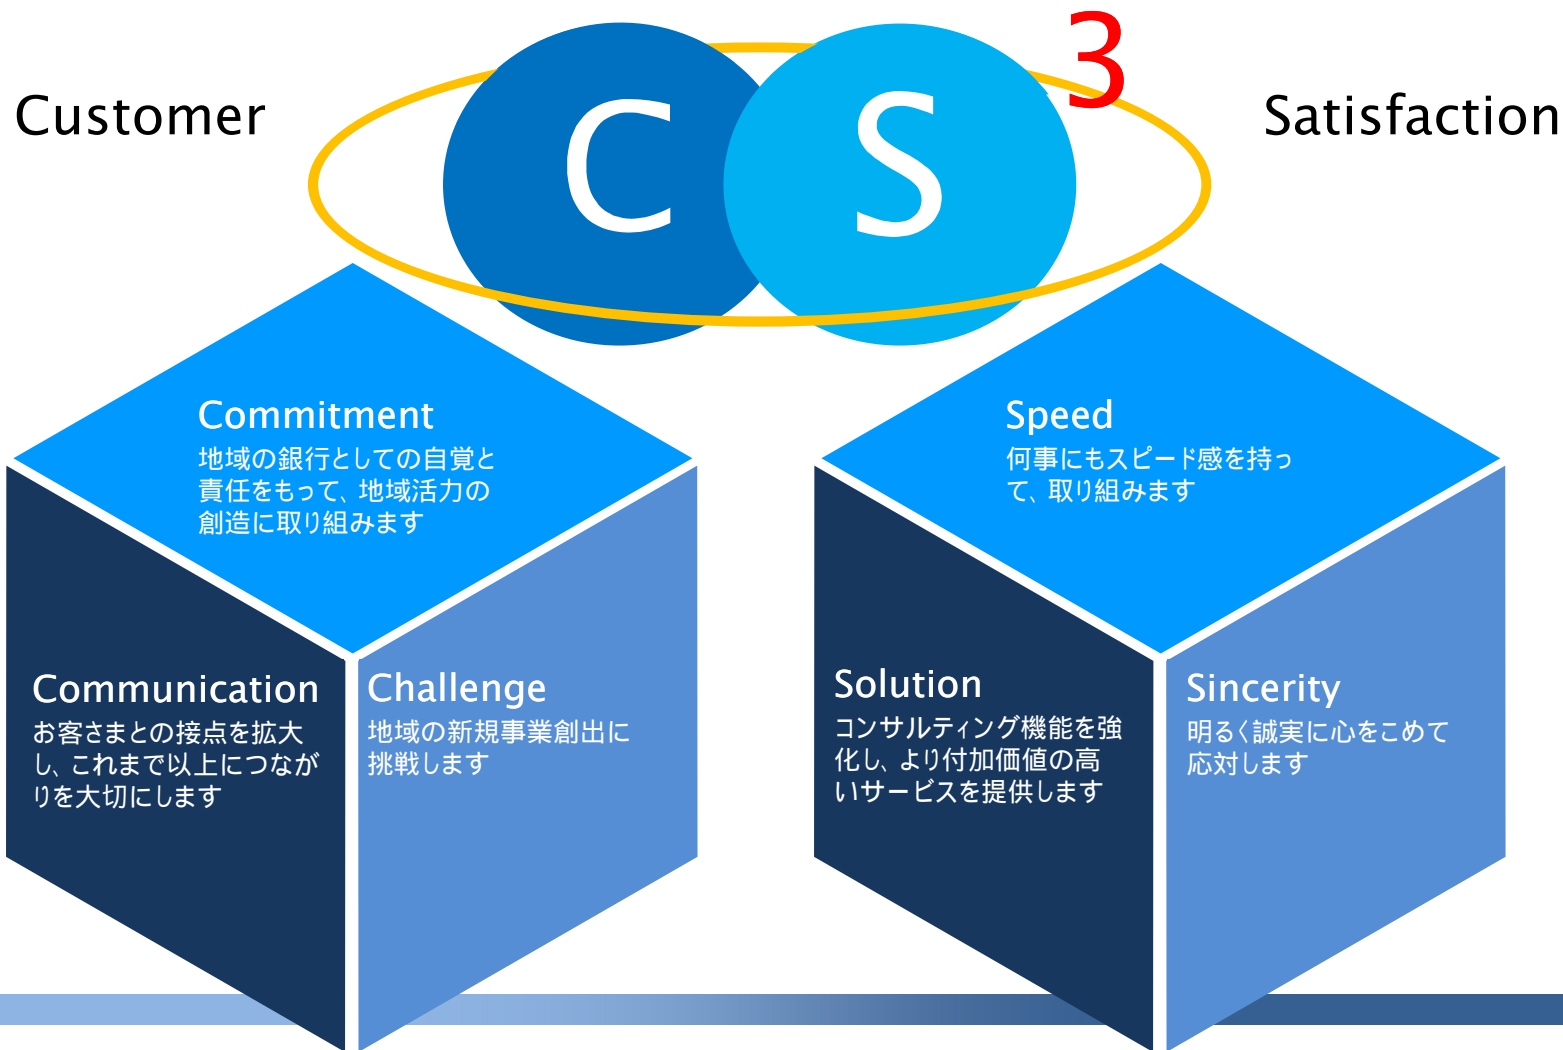 Customer
C
S
3
Satisfaction
Commitment
地域の銀行としての自覚と
責任をもって、地域活力の
創造に取り組みます
Communication
お客さまとの接点を拡大
し、これまで以上につなが
りを大切にします
Challenge
地域の新規事業創出に
挑戦します
Speed
何事にもスピード感を持っ
て、取り組みます
Solution
コンサルティング機能を強
化し、より付加価値の高
いサービスを提供します
Sincerity
明るく誠実に心をこめて
応対します